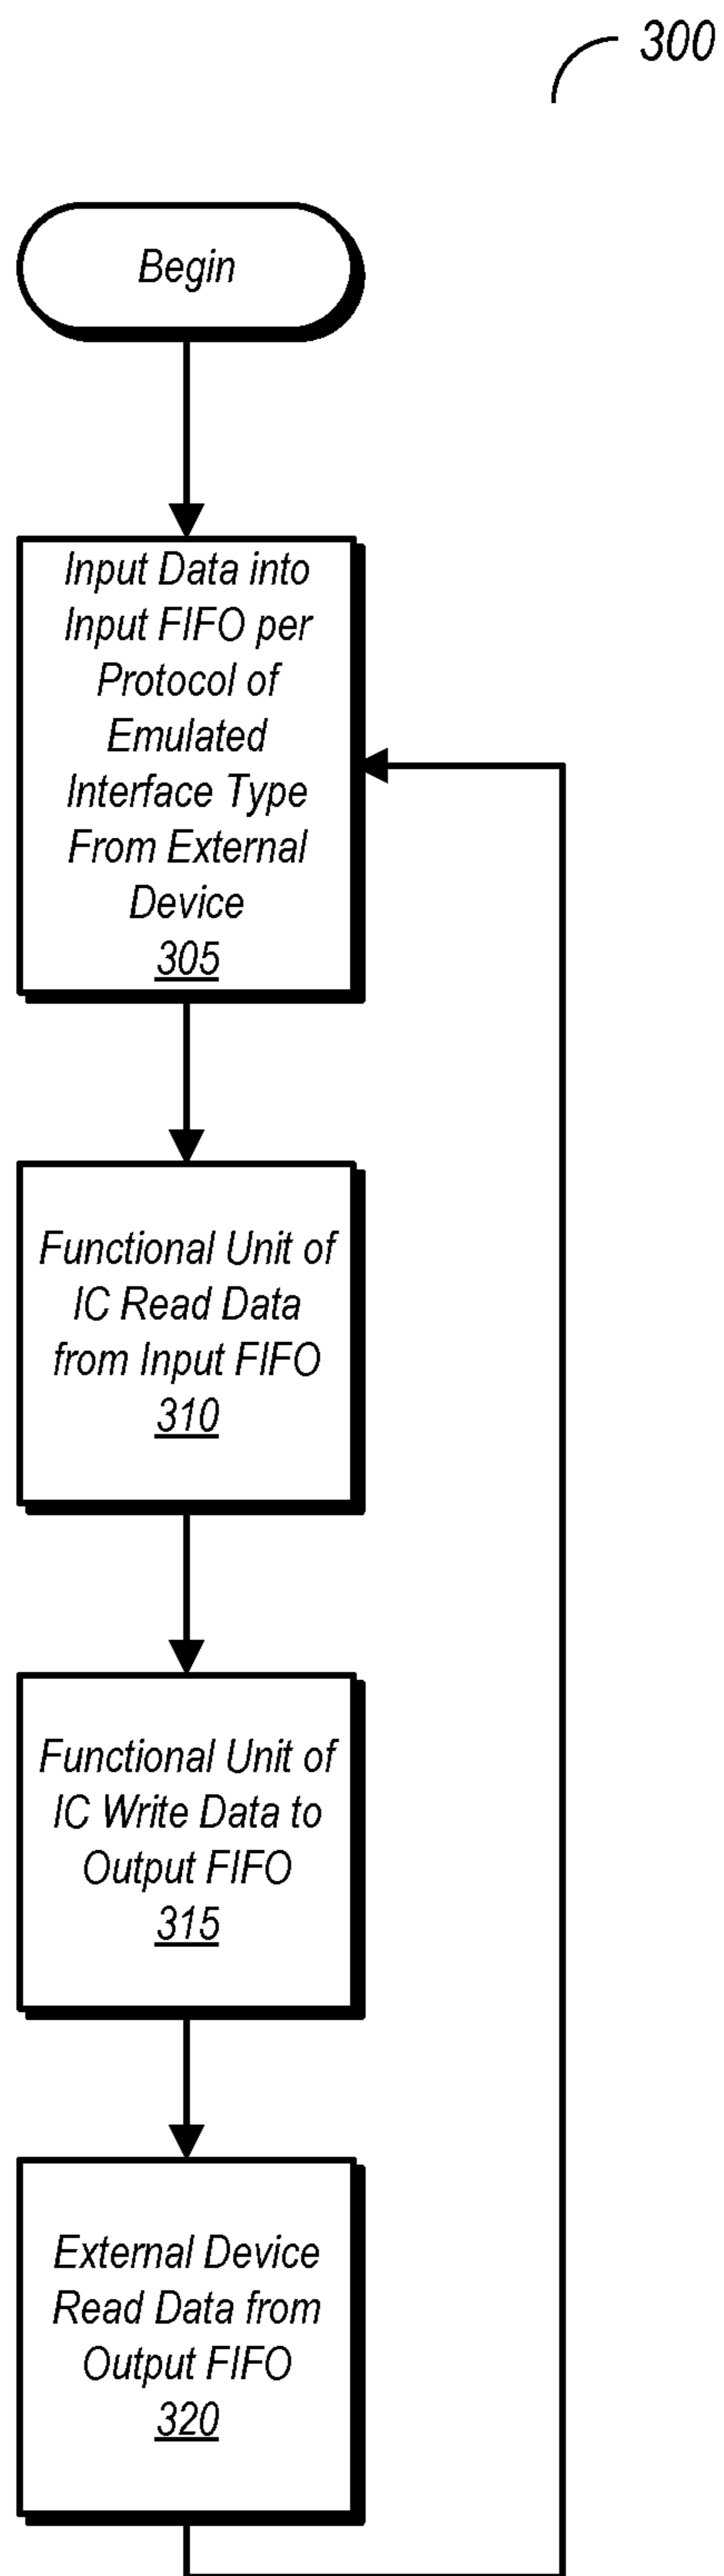 300
Begin
Input Data into
Input FIFO per
Protocol of
Emulated
Interface Type
From External
Device
305
Functional Unit of
IC Read Data
from Input FIFO
310
Functional Unit of
IC Write Data to
Output FIFO
315
External Device
Read Data from
Output FIFO
320